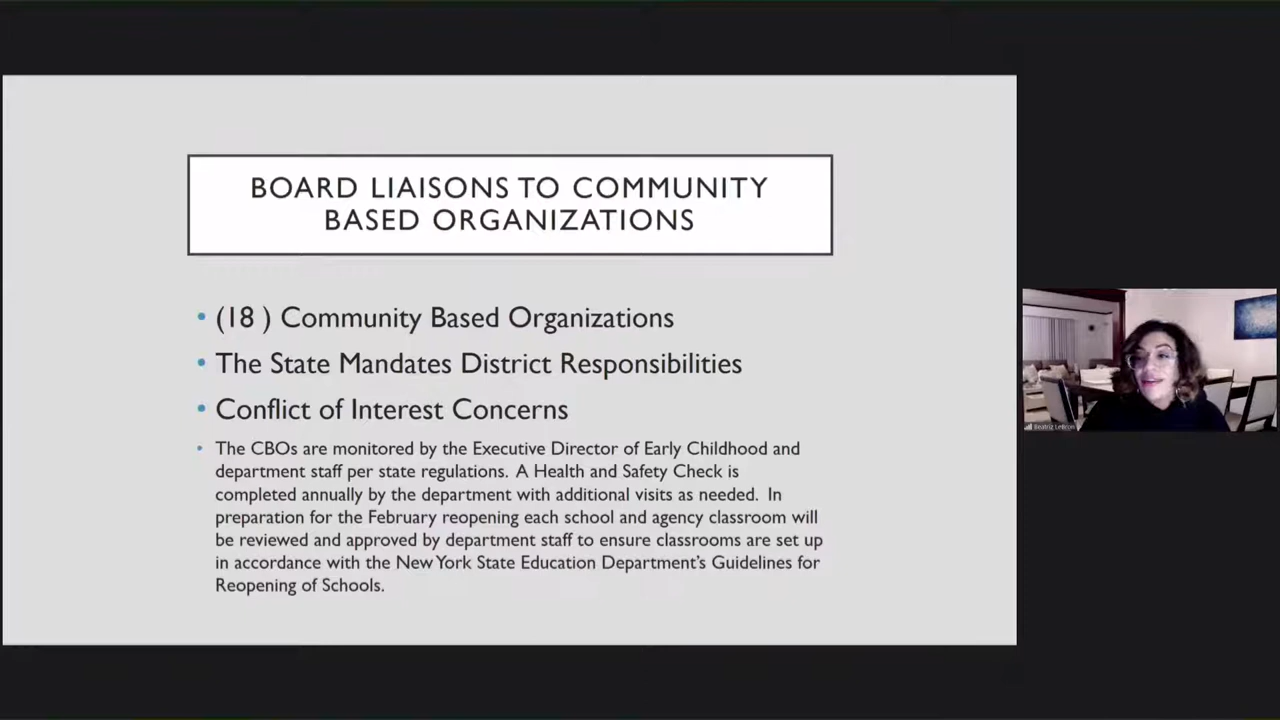 BOARD LIAISONS TO COMMUNITY
BASED ORGANIZATIONS
• (18 ) Community Based Organizations
• The State Mandates District Responsibilities
• Conflict of Interest Concerns
• The CBOs are monitored by the Executive Director of Early Childhood and
department staff per state regulations.  A Health and Safety Check is
completed annually by the department with additional visits as needed.  In
preparation for the February reopening each school and agency classroom will
be reviewed and approved by department staff to ensure classrooms are set up
in accordance with the New York State Education Department's Guidelines for
Reopening of Schools.
Beatriz LeBron